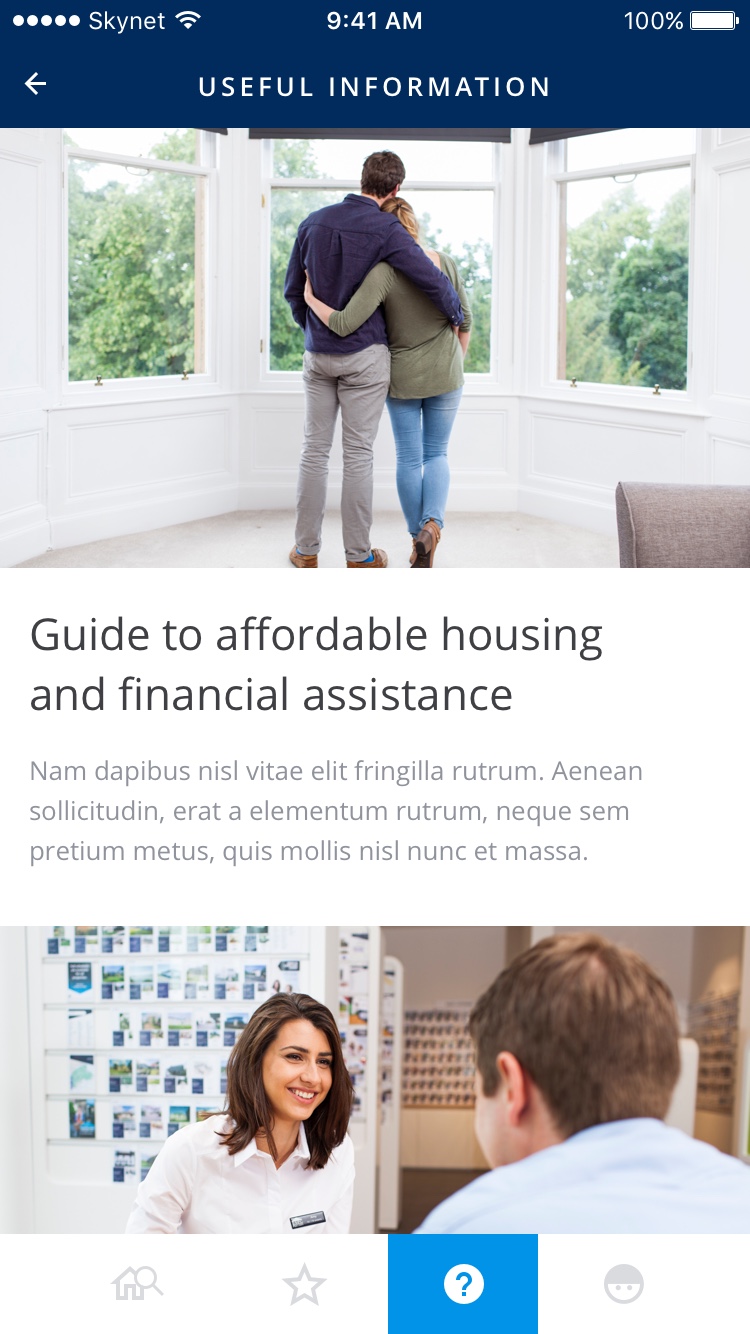 Skynet
9:41 AM
100%
USEFUL INFORMATION
Guide to affordable housing
and financial assistance
Nam dapibus nisl vitae elit fringilla rutrum. Aenean
sollicitudin, erat a elementum rutrum, neque sem
pretium metus, quis mollis nisl nunc et massa.
?